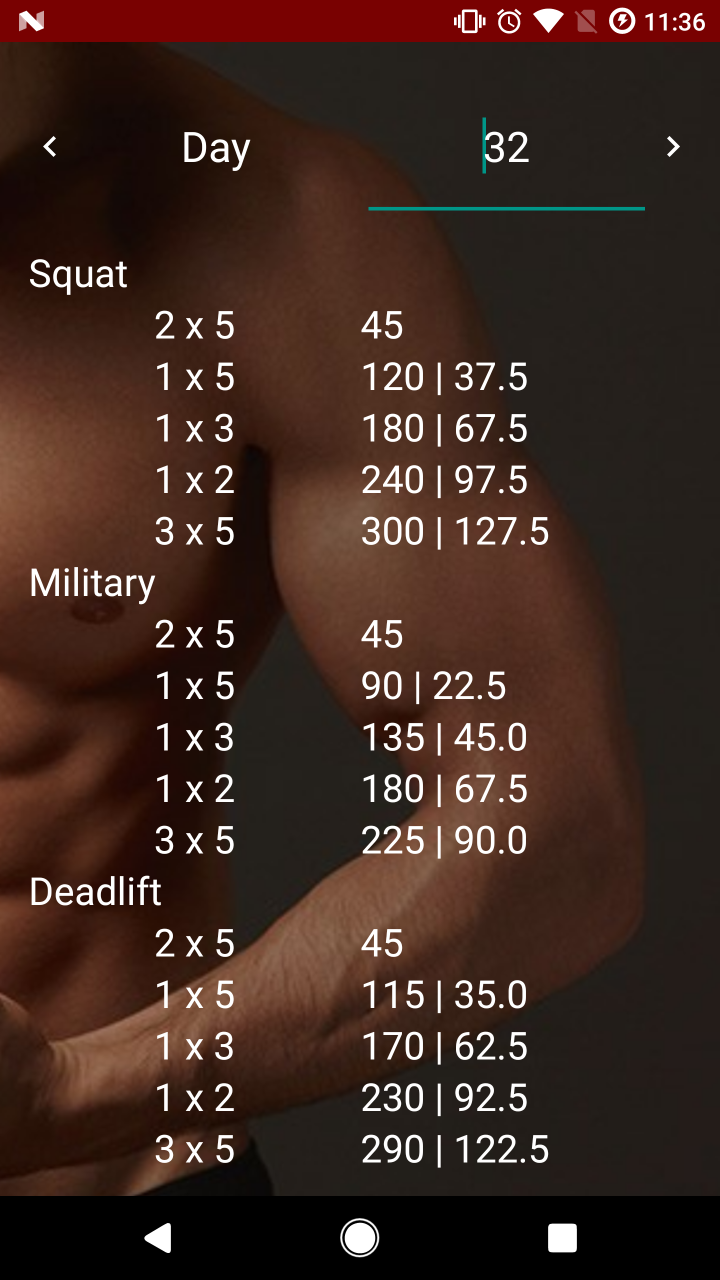 11:36
Day 32
Squat
2 x 5 45
1 x 5 120 | 37.5
1 x 3 180 | 67.5
1 x 2 240 | 97.5
3 x 5 300 | 127.5
Military
2 x 5 45
1 x 5 90 | 22.5
1 x 3 135 | 45.0
1 x 2 180 | 67.5
3 x 5 225 | 90.0
Deadlift
2 x 5 45
1 x 5 115 | 35.0
1 x 3 170 | 62.5
1 x 2 230 | 92.5
3 x 5 290 | 122.5